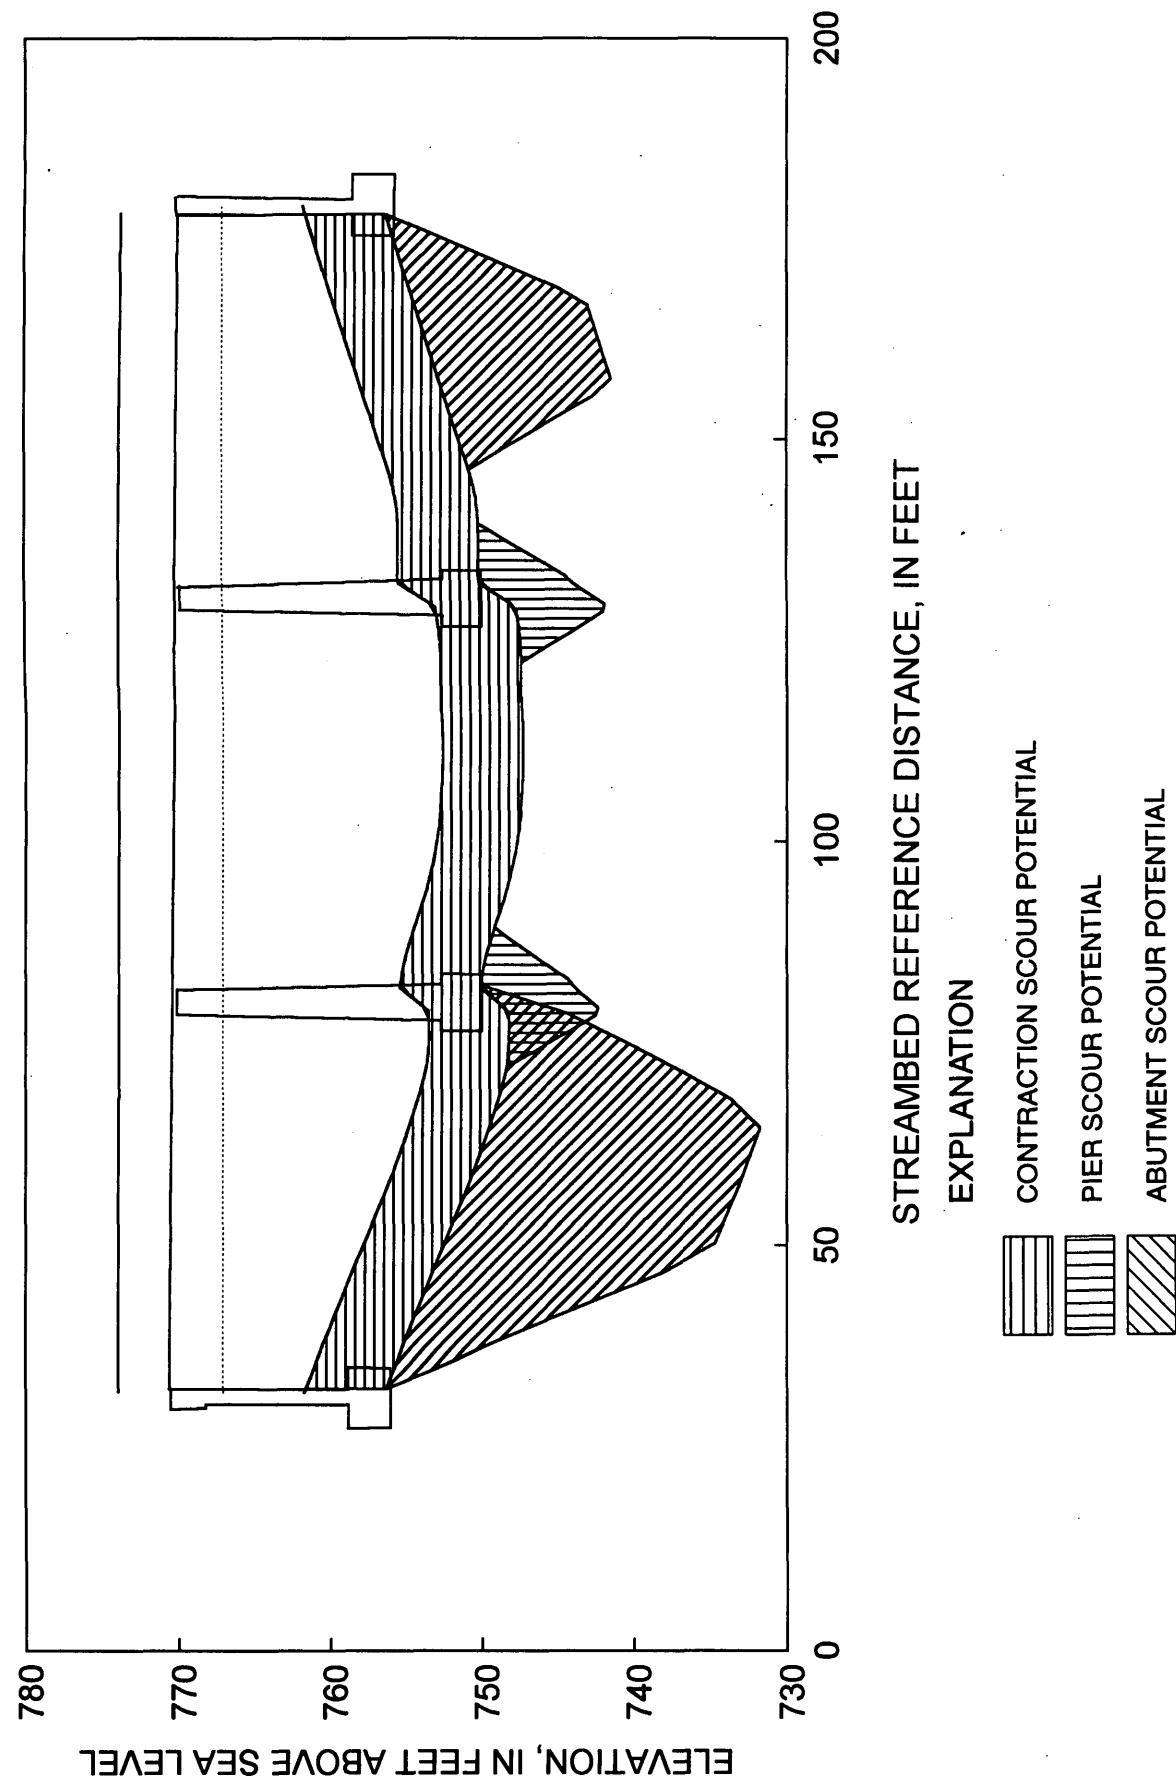 ELEVATION, IN FEET ABOVE SEA LEVEL
780
770
760
750
740
730
0
50
100
150
200
STREAMBED REFERENCE DISTANCE, IN FEET
EXPLANATION
CONTRACTION SCOUR POTENTIAL
PIER SCOUR POTENTIAL
ABUTMENT SCOUR POTENTIAL